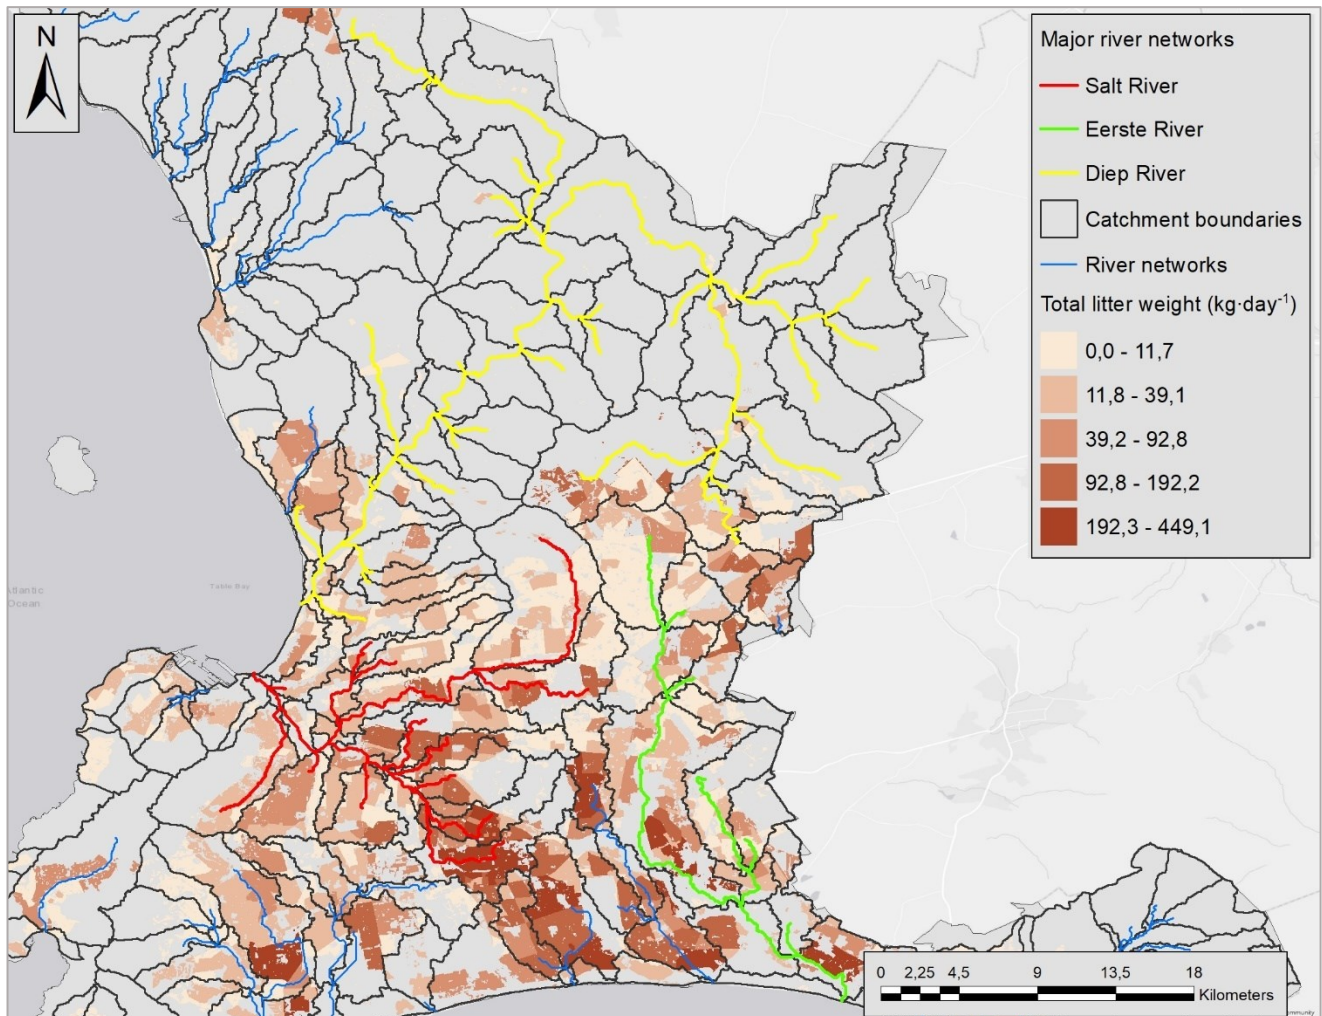 N
Major river networks
Salt River
Eerste River
Diep River
Catchment boundaries
River networks
Total litter weight (kg·day⁻¹)
0,0 - 11,7
11,8 - 39,1
39,2 - 92,8
92,8 - 192,2
192,3 - 449,1
Atlantic
Ocean
Table Bay
0 2,25 4,5 9 13,5 18
Kilometers